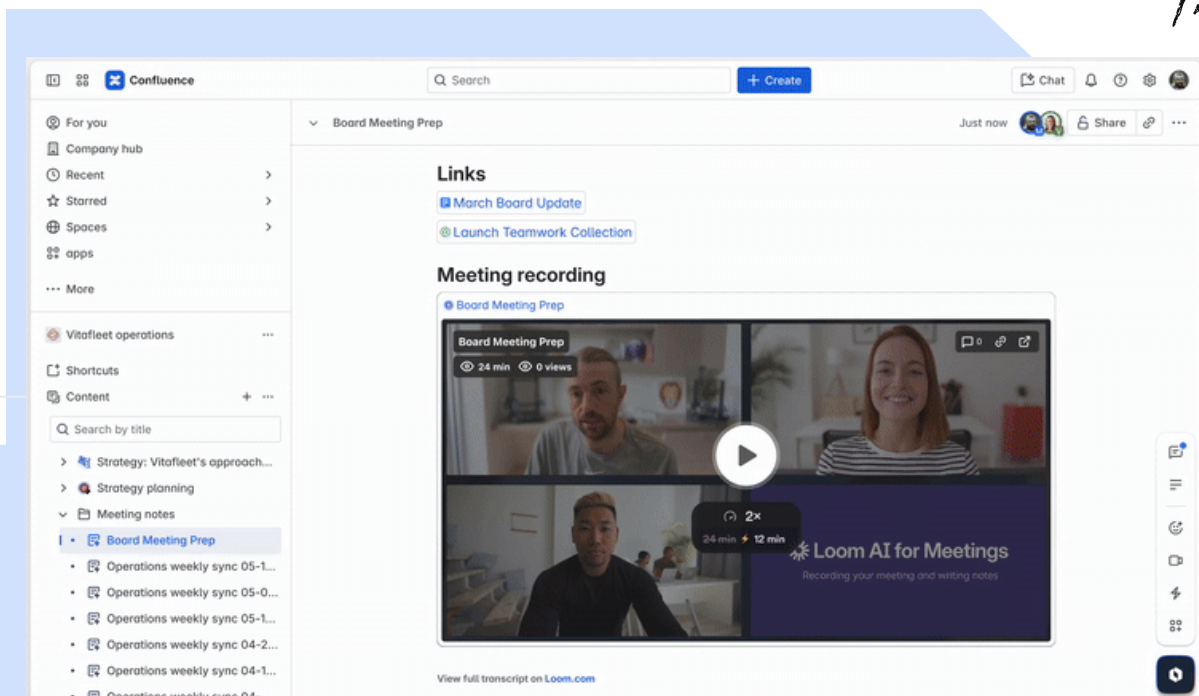 Confluence
Search
+ Create
Chat
For you
Company hub
Recent
Starred
Spaces
apps
More
Vitafleet operations
Shortcuts
Content
Search by title
Strategy: Vitafleet's approach...
Strategy planning
Meeting notes
Board Meeting Prep
Operations weekly sync 05-1...
Operations weekly sync 05-0...
Operations weekly sync 05-1...
Operations weekly sync 04-2...
Operations weekly sync 04-1...
Operations weekly sync 04-
Board Meeting Prep
Just now
Share
Links
March Board Update
Launch Teamwork Collection
Meeting recording
Board Meeting Prep
Board Meeting Prep
24 min 0 views
0
2×
24 min 12 min
Loom AI for Meetings
Recording your meeting and writing notes
View full transcript on Loom.com